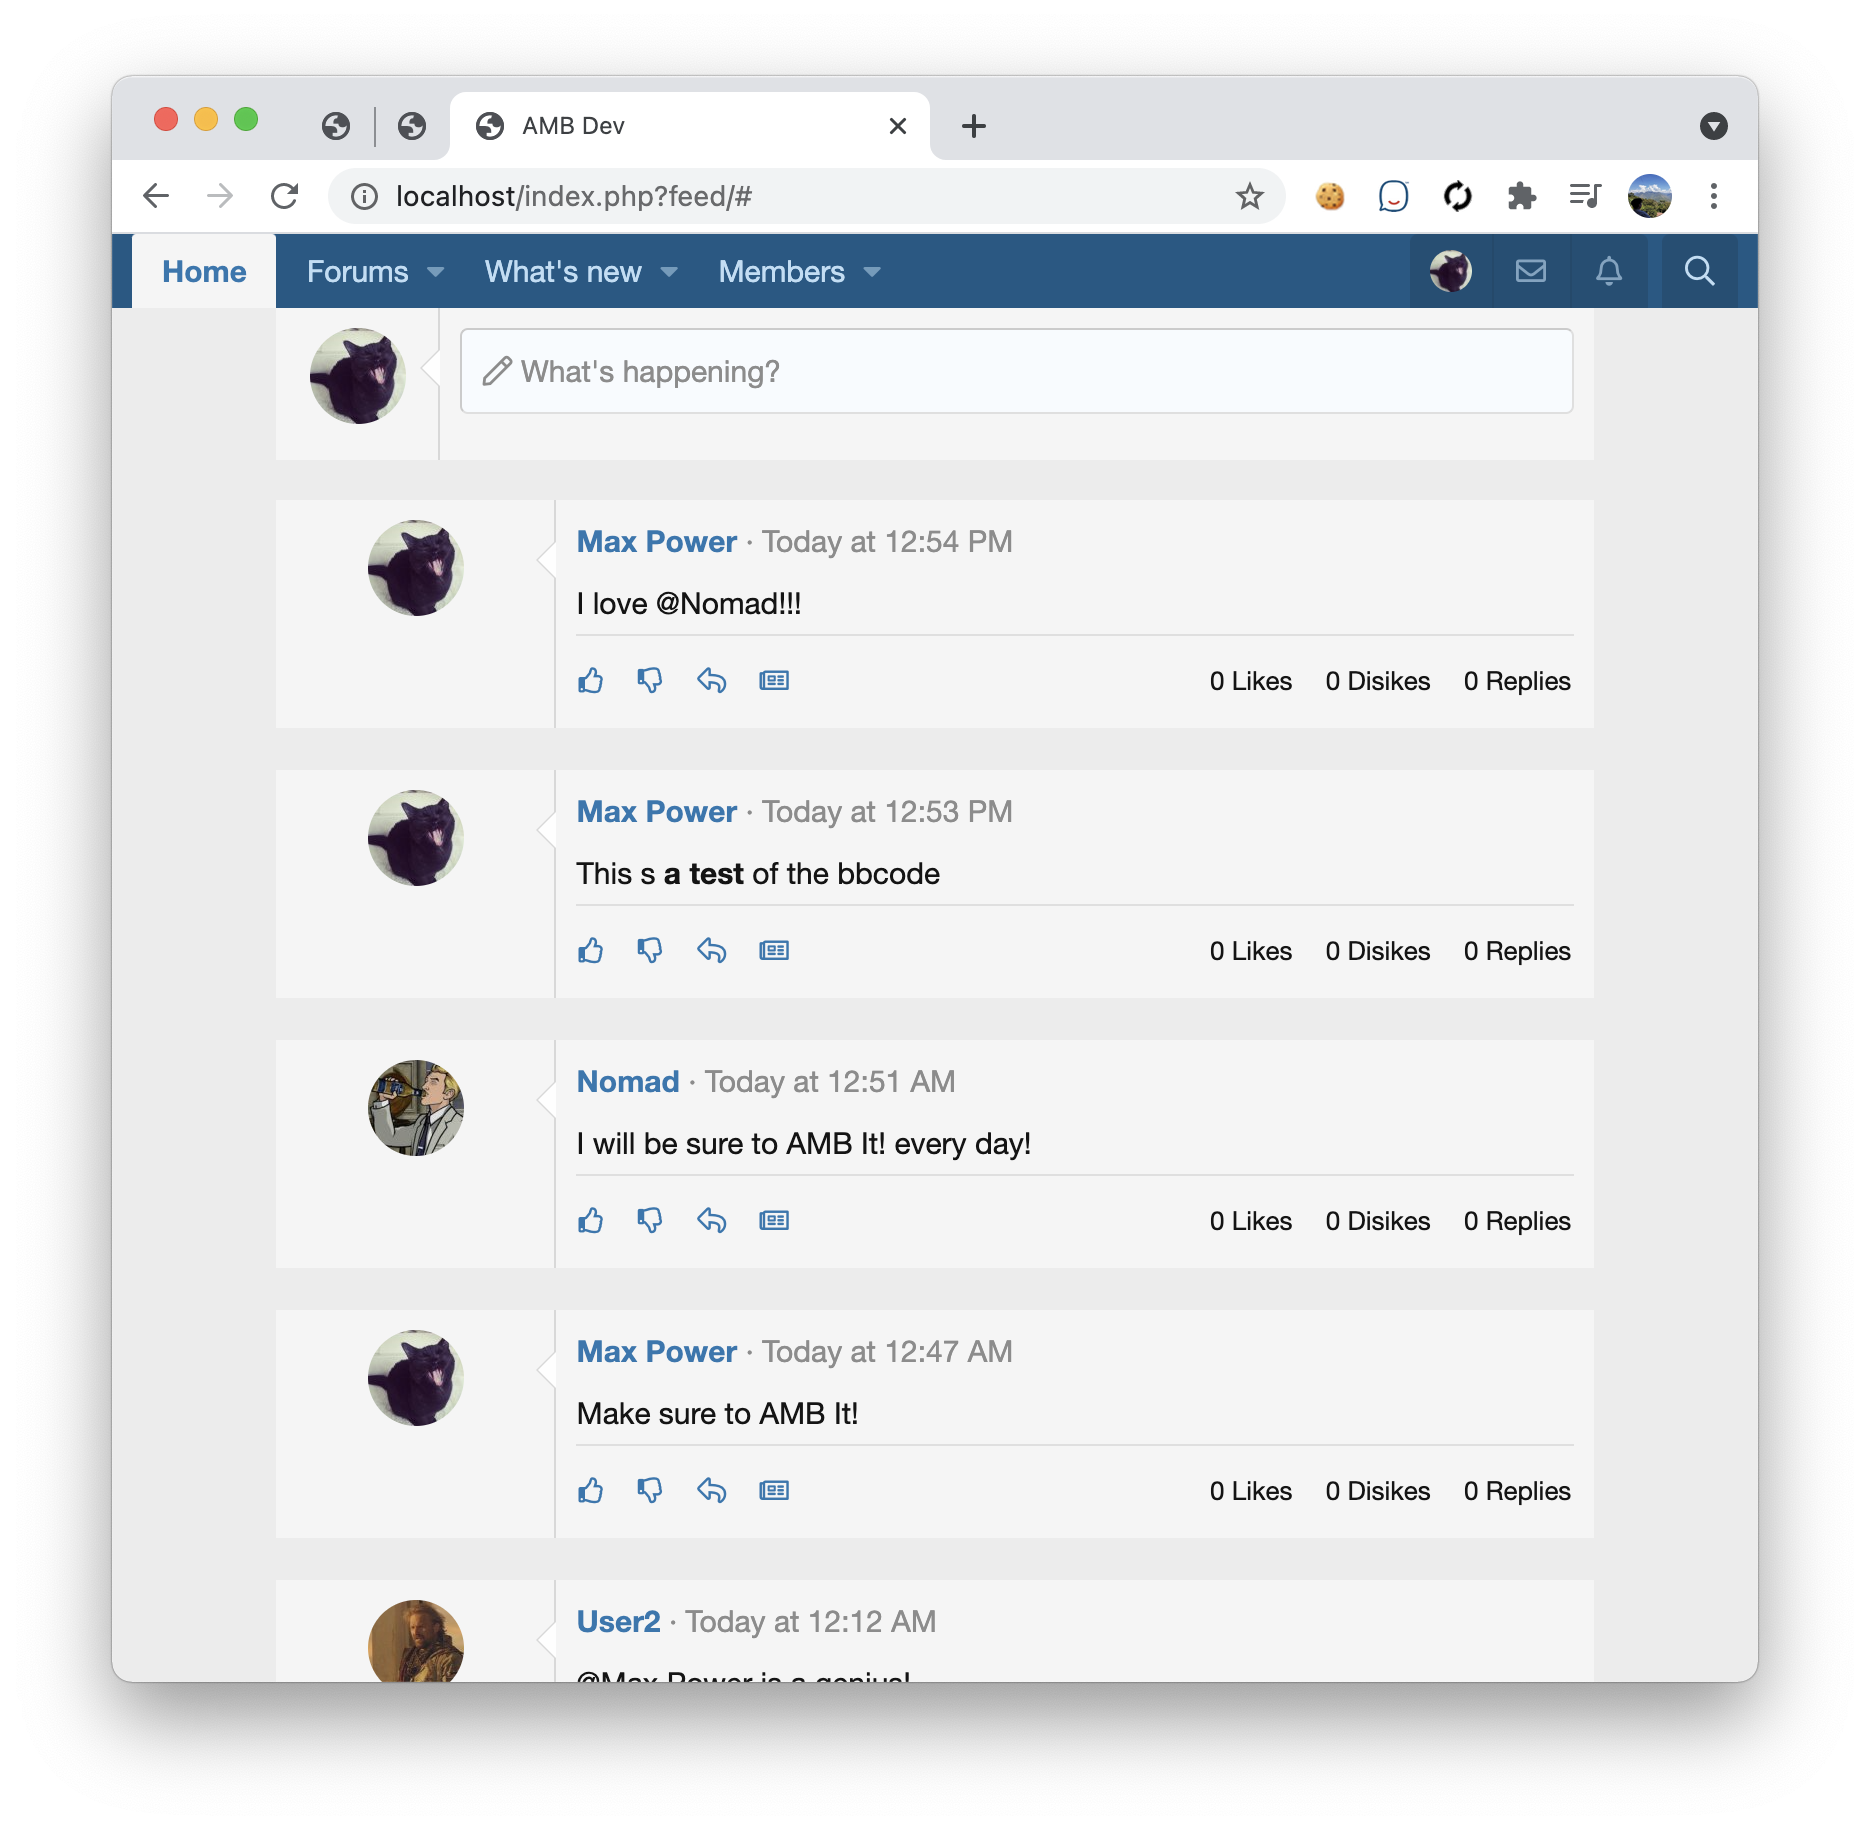 AMB Dev
localhost/index.php?feed/#
Home Forums What's new Members
What's happening?
Max Power · Today at 12:54 PM
I love @Nomad!!!
0 Likes 0 Disikes 0 Replies
Max Power · Today at 12:53 PM
This s a test of the bbcode
0 Likes 0 Disikes 0 Replies
Nomad · Today at 12:51 AM
I will be sure to AMB It! every day!
0 Likes 0 Disikes 0 Replies
Max Power · Today at 12:47 AM
Make sure to AMB It!
0 Likes 0 Disikes 0 Replies
User2 · Today at 12:12 AM
@Max Power is a genius!